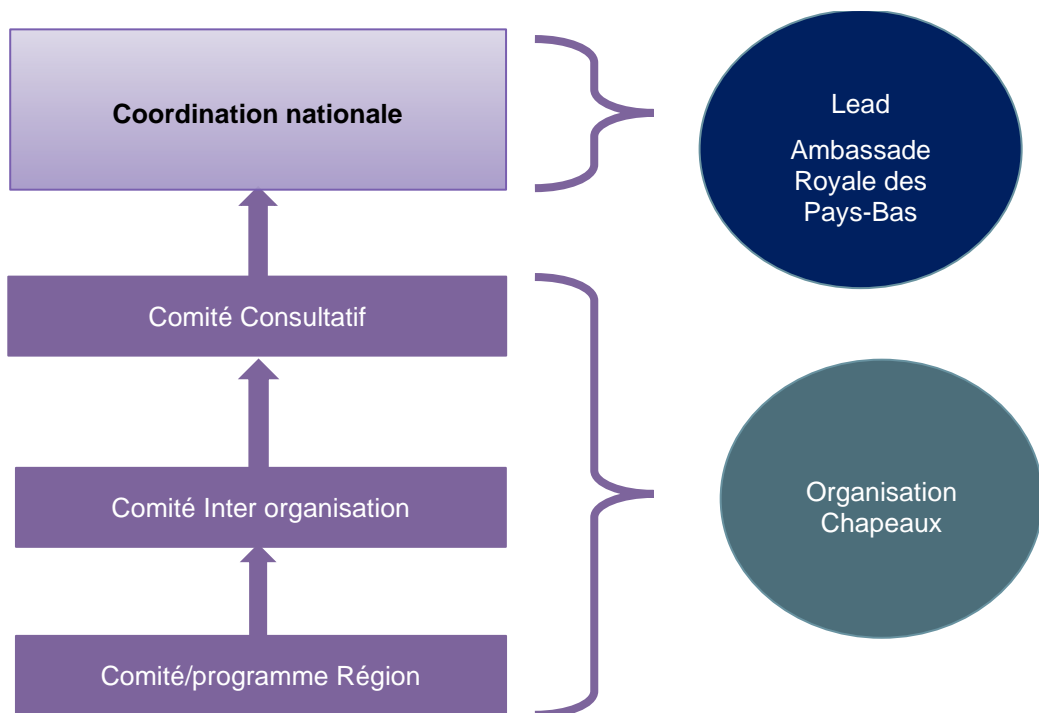 Coordination nationale
Lead
Ambassade
Royale des
Pays-Bas
Comité Consultatif
Comité Inter organisation
Organisation
Chapeaux
Comité/programme Région